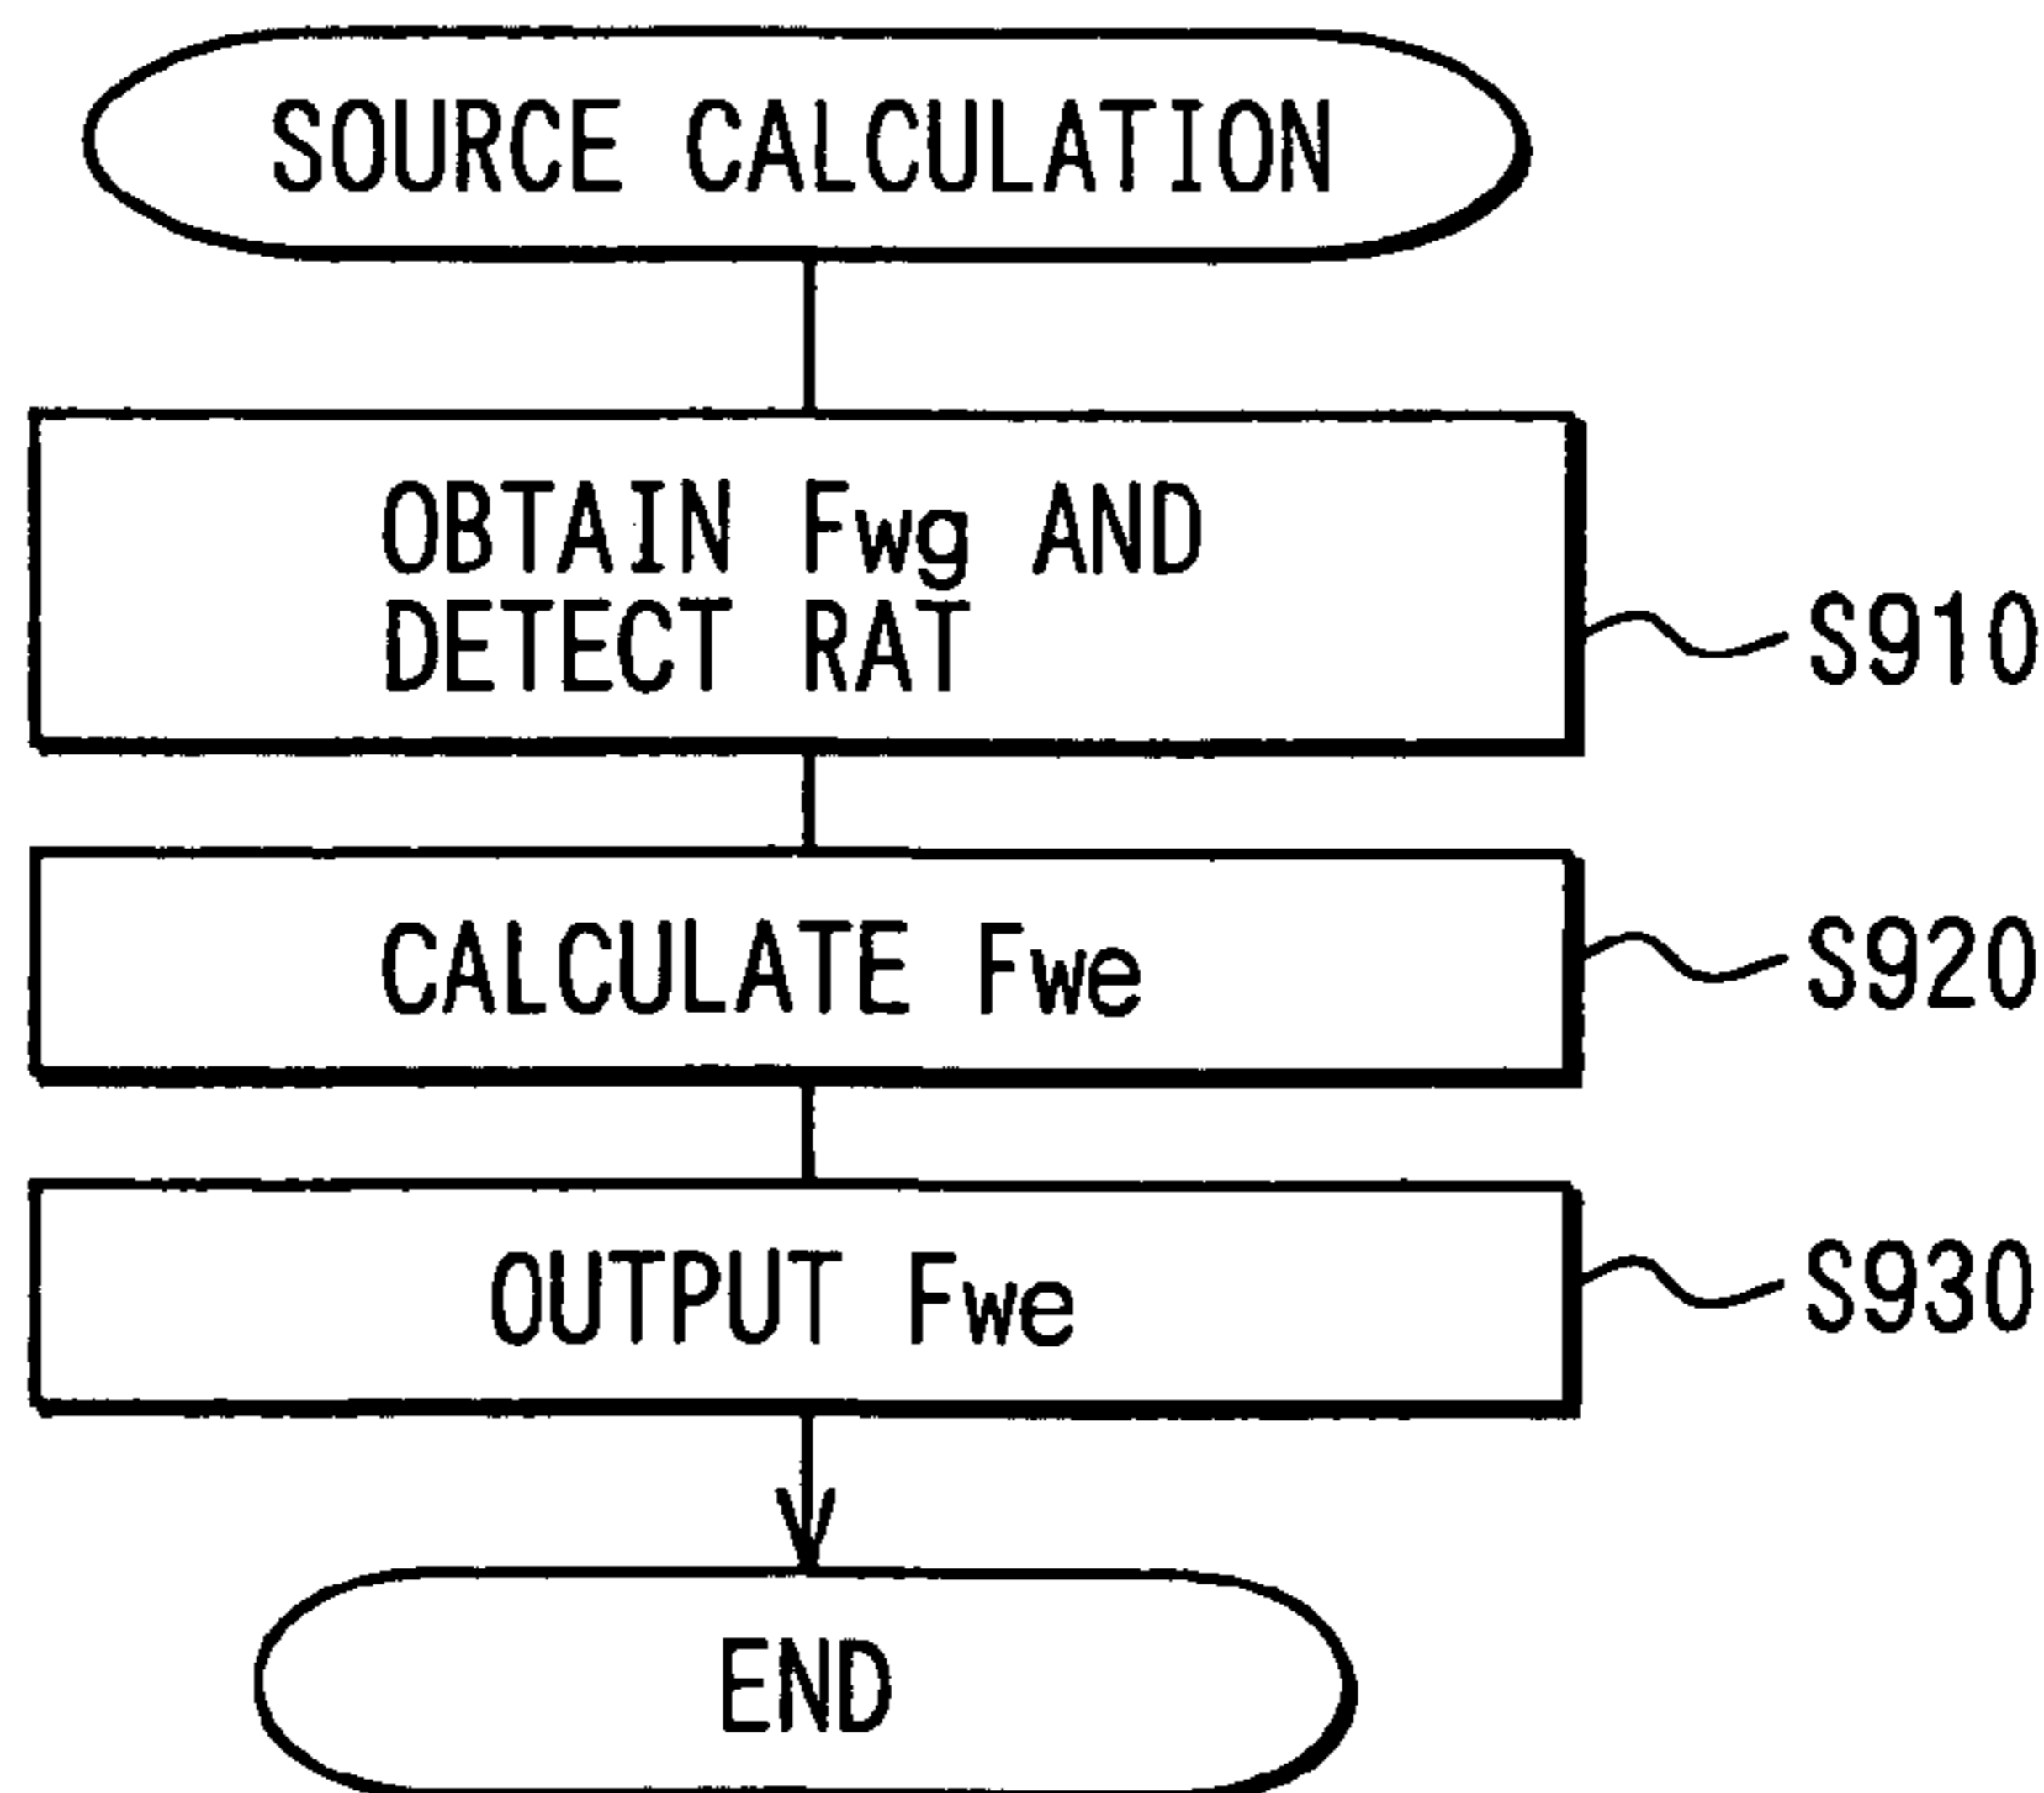 SOURCE CALCULATION
OBTAIN Fwg AND
DETECT RAT
S910
CALCULATE Fwe
S920
OUTPUT Fwe
S930
END